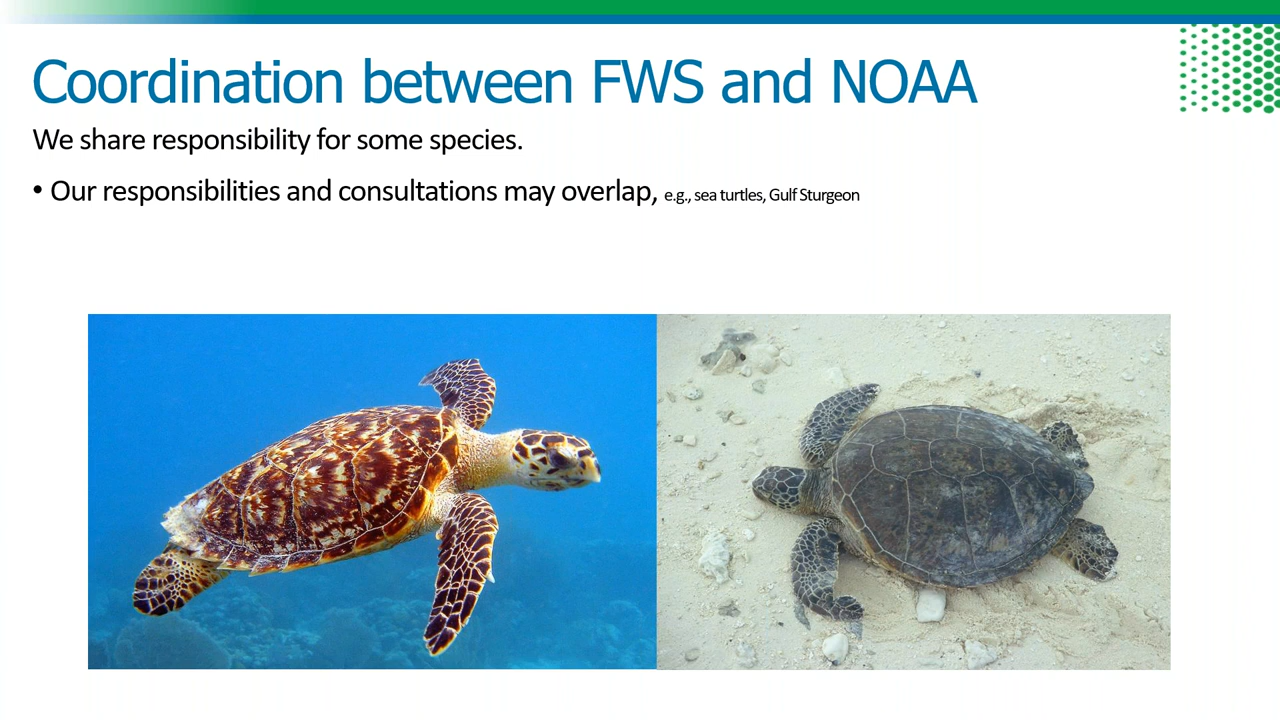 Coordination between FWS and NOAA
We share responsibility for some species.
• Our responsibilities and consultations may overlap, e.g., sea turtles, Gulf Sturgeon